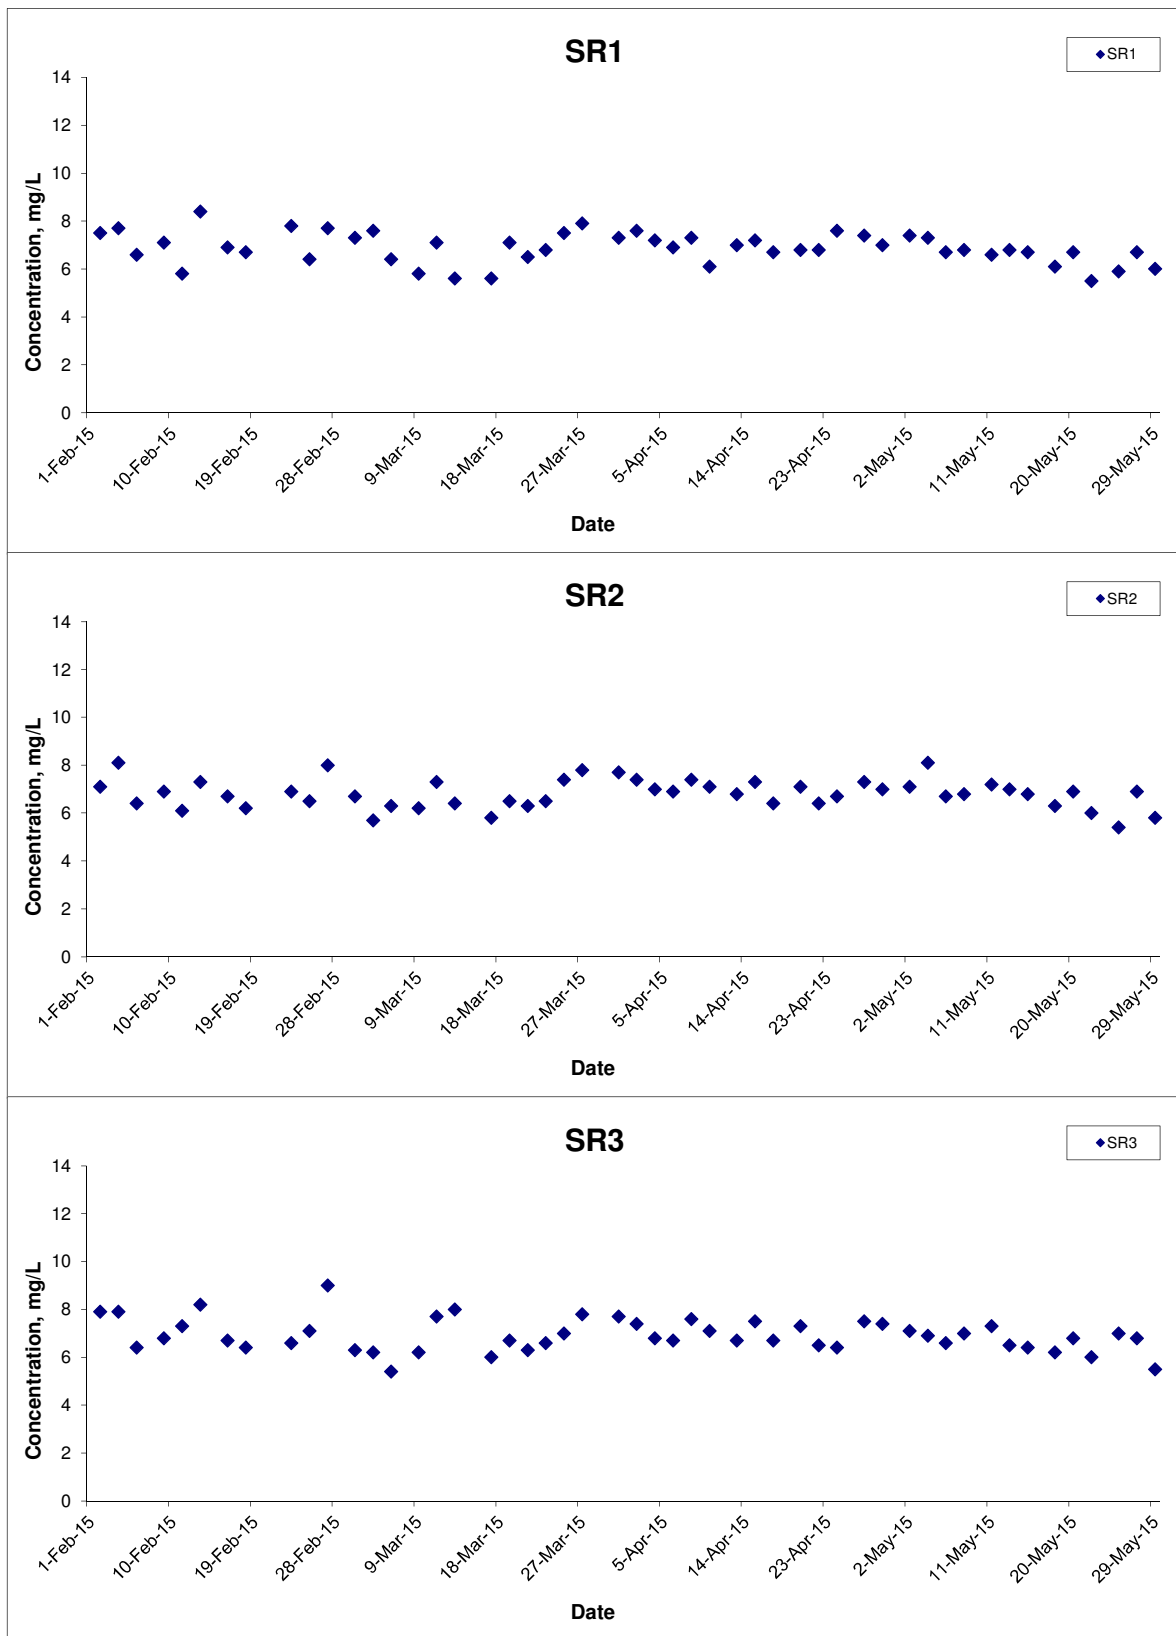 SR1
SR1
14
12
10
8
6
4
2
0
Concentration, mg/L
1-Feb-15
10-Feb-15
19-Feb-15
28-Feb-15
9-Mar-15
18-Mar-15
27-Mar-15
5-Apr-15
14-Apr-15
23-Apr-15
2-May-15
11-May-15
20-May-15
29-May-15
Date
SR2
SR2
14
12
10
8
6
4
2
0
Concentration, mg/L
1-Feb-15
10-Feb-15
19-Feb-15
28-Feb-15
9-Mar-15
18-Mar-15
27-Mar-15
5-Apr-15
14-Apr-15
23-Apr-15
2-May-15
11-May-15
20-May-15
29-May-15
Date
SR3
SR3
14
12
10
8
6
4
2
0
Concentration, mg/L
1-Feb-15
10-Feb-15
19-Feb-15
28-Feb-15
9-Mar-15
18-Mar-15
27-Mar-15
5-Apr-15
14-Apr-15
23-Apr-15
2-May-15
11-May-15
20-May-15
29-May-15
Date